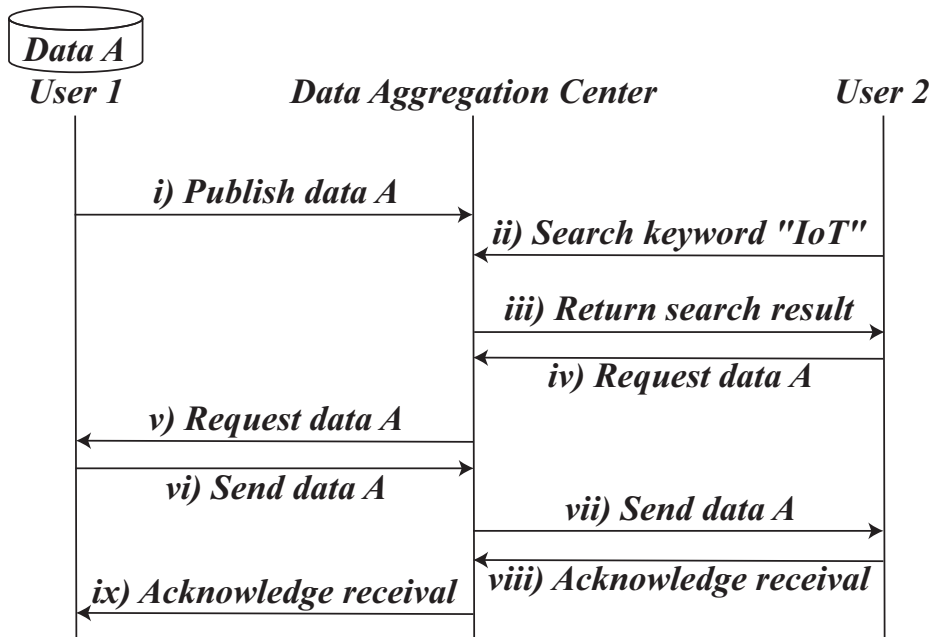 Data A
User 1
Data Aggregation Center
User 2
i) Publish data A
ii) Search keyword "IoT"
iii) Return search result
iv) Request data A
v) Request data A
vi) Send data A
vii) Send data A
viii) Acknowledge receival
ix) Acknowledge receival